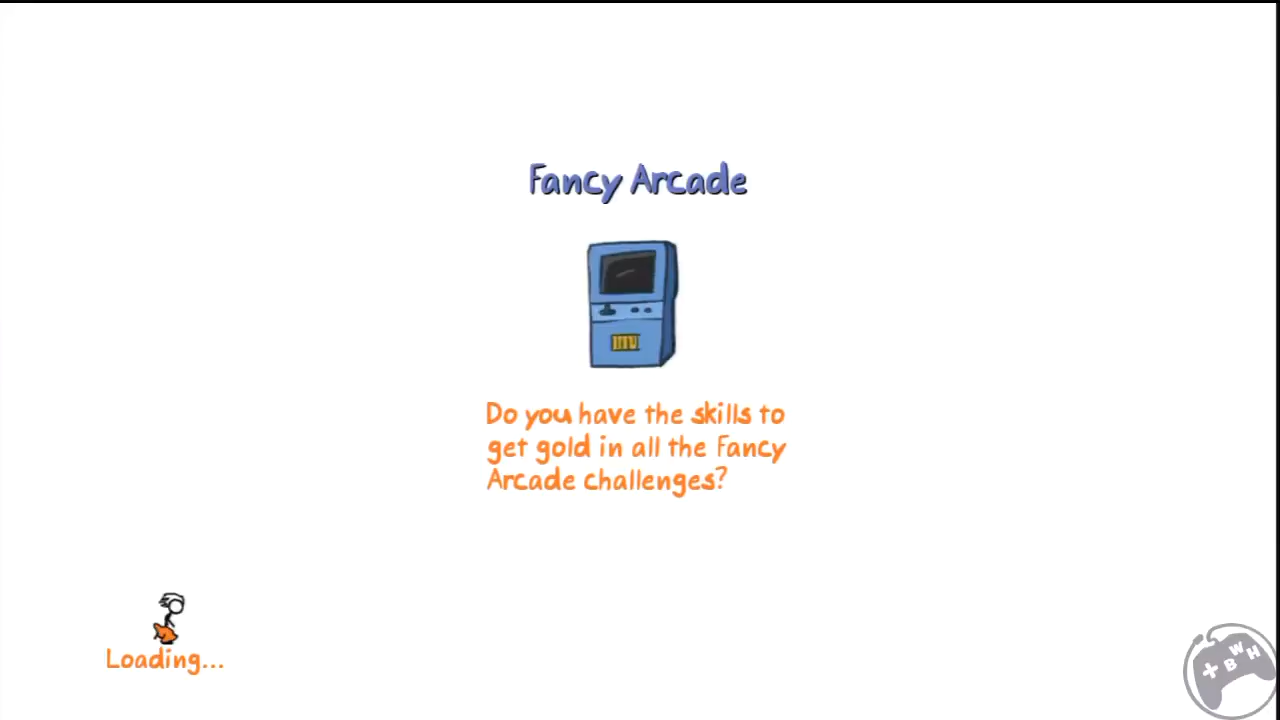 Fancy Arcade
Do you have the skills to
get gold in all the Fancy
Arcade challenges?
Loading...
B W H